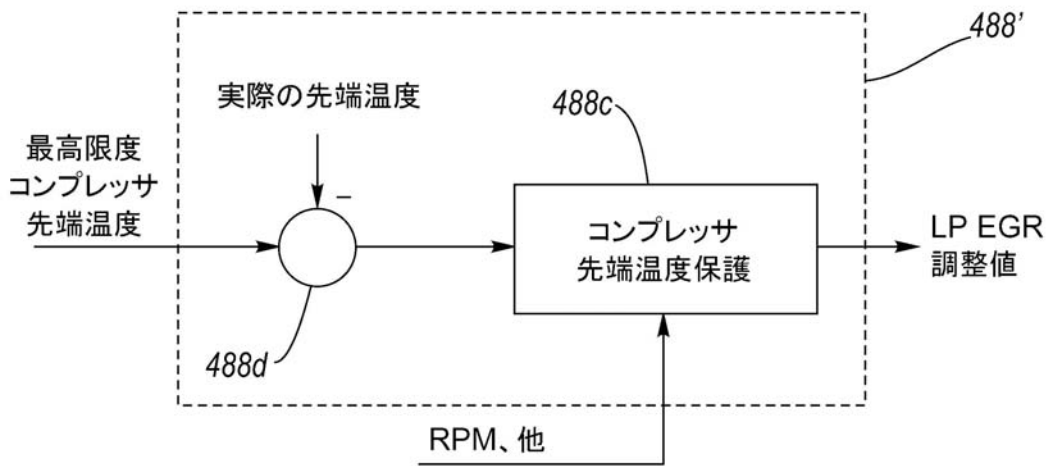 488’
実際の先端温度
488c
最高限度
コンプレッサ
先端温度
−
コンプレッサ
先端温度保護
LP EGR
調整値
488d
RPM、他